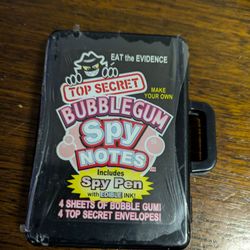 EAT the EVIDENCE
TOP SECRET
MAKE
YOUR OWN
BUBBLEGUM
Spy
NOTES
Includes
Spy Pen
with EDIBLE INK!
4 SHEETS OF BUBBLE GUM!
4 TOP SECRET ENVELOPES!